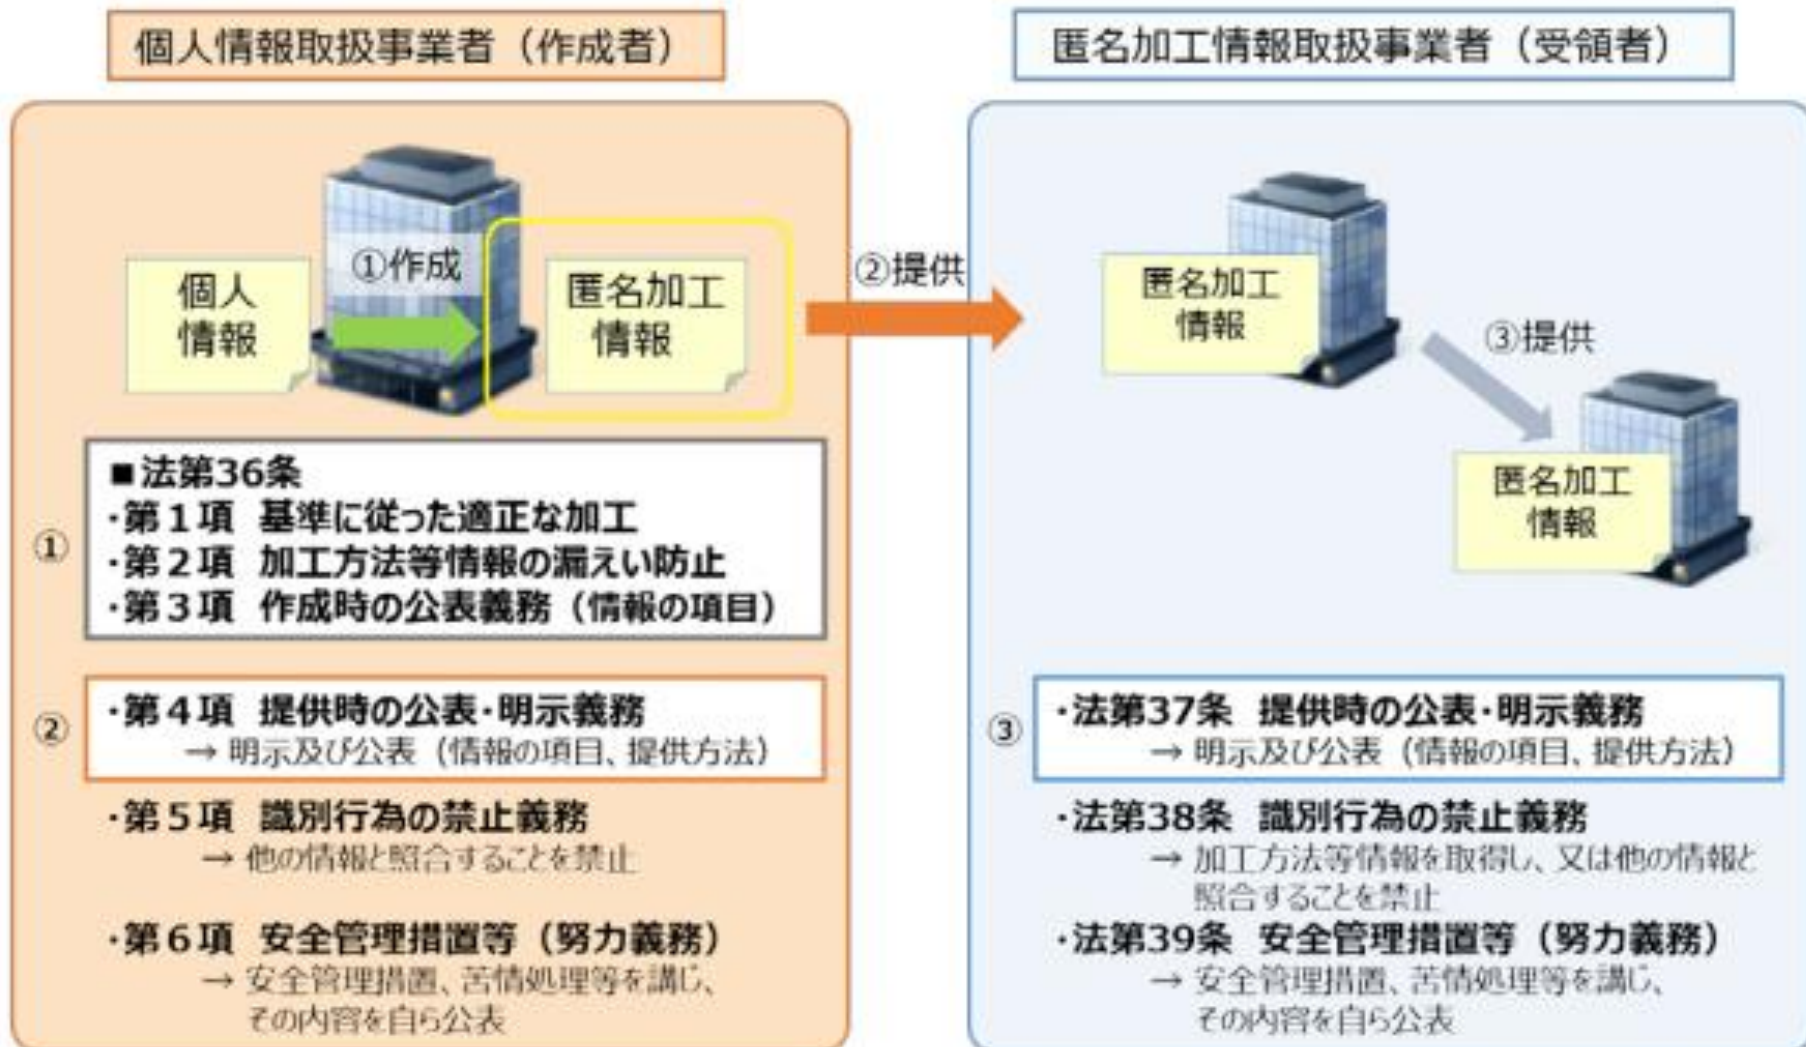 個人情報取扱事業者（作成者）
個人
情報
①作成
匿名加工
情報
②提供
①
■法第36条
・第１項 基準に従った適正な加工
・第２項 加工方法等情報の漏えい防止
・第３項 作成時の公表義務（情報の項目）
②
・第４項 提供時の公表・明示義務
→ 明示及び公表（情報の項目、提供方法）
・第５項 識別行為の禁止義務
→ 他の情報と照合することを禁止
・第６項 安全管理措置等（努力義務）
→ 安全管理措置、苦情処理等を講じ、
その内容を自ら公表
匿名加工情報取扱事業者（受領者）
匿名加工
情報
③提供
匿名加工
情報
③
・法第37条 提供時の公表・明示義務
→ 明示及び公表（情報の項目、提供方法）
・法第38条 識別行為の禁止義務
→ 加工方法等情報を取得し、又は他の情報と
照合することを禁止
・法第39条 安全管理措置等（努力義務）
→ 安全管理措置、苦情処理等を講じ、
その内容を自ら公表